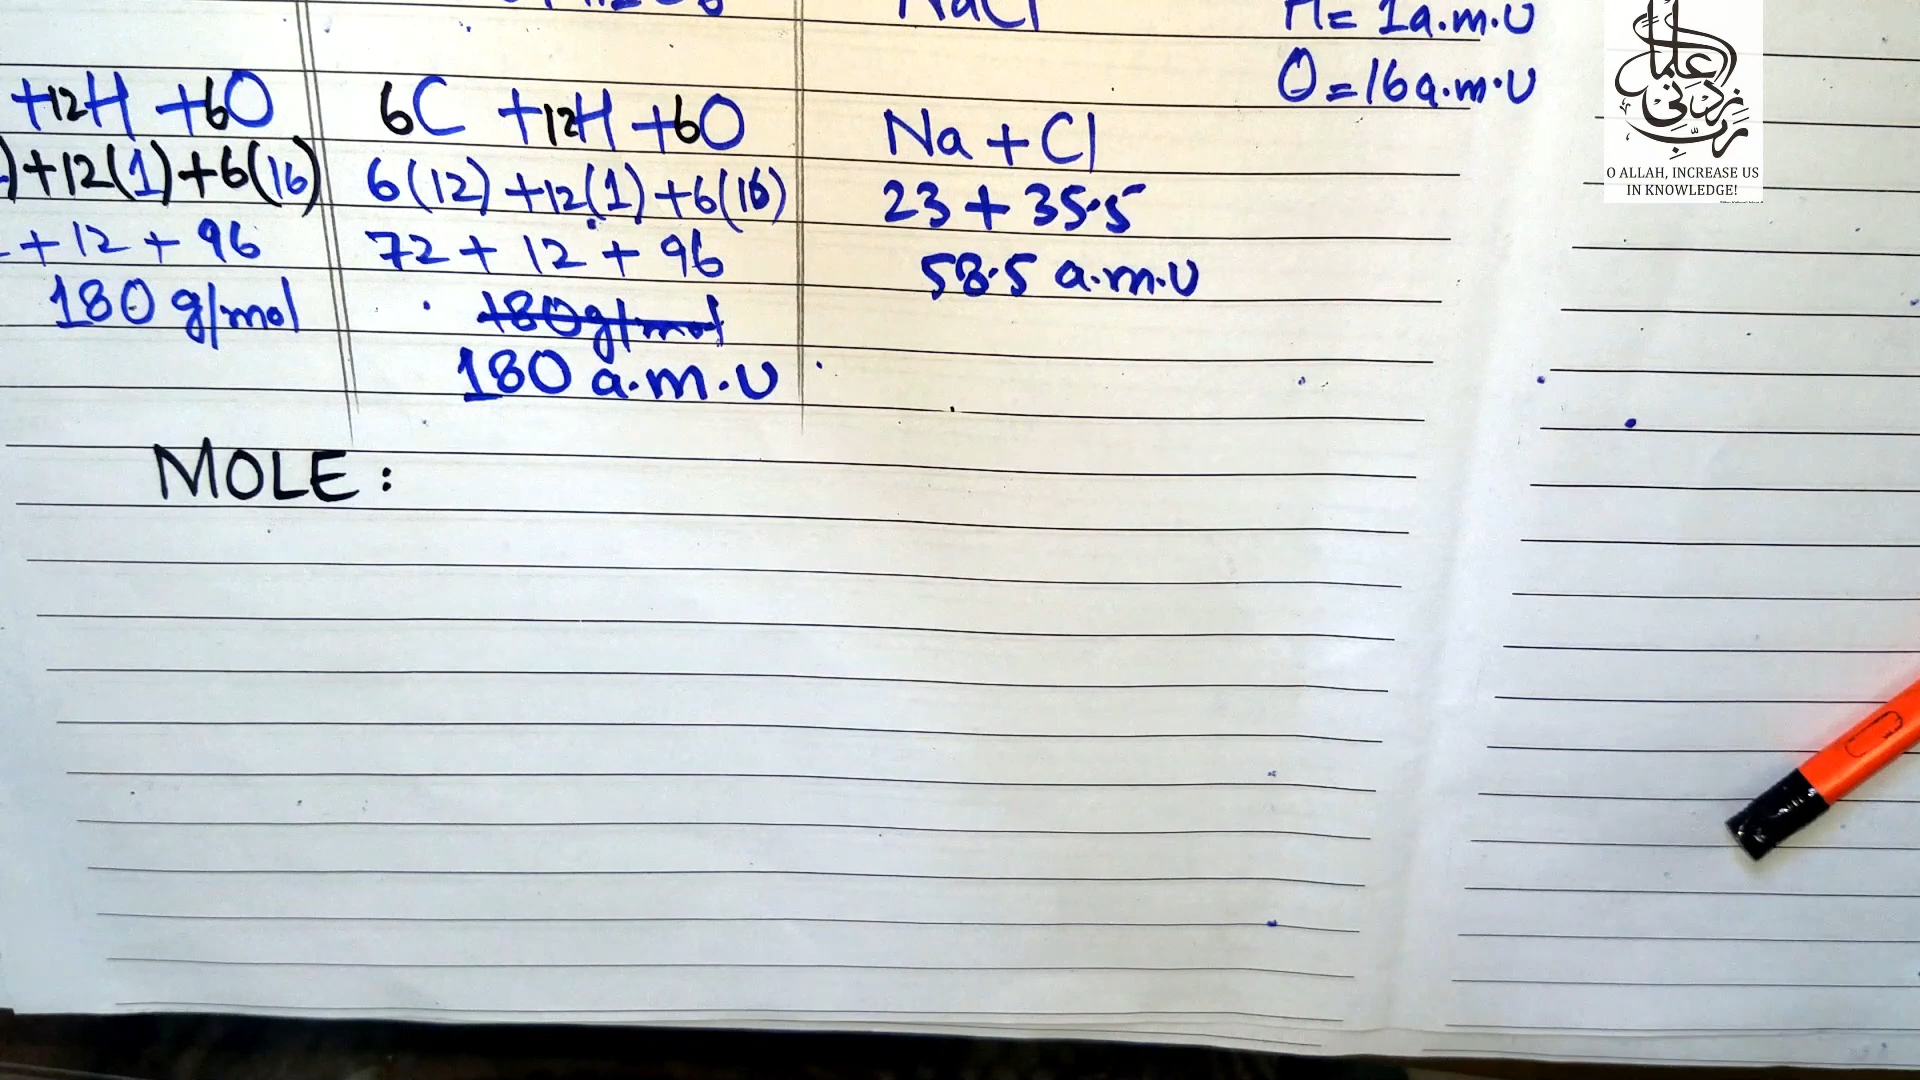 NaCl
H= 1a.m.u
O=16a.m.u
+12H +6O
)+12(1)+6(16)
+ 12 + 96
180 g/mol
6C +12H +6O
6(12) +12(1) +6(16)
72 + 12 + 96
180g/mol
180 a.m.u
Na + Cl
23 + 35.5
58.5 a.m.u
MOLE :
رَبِّ زِدْنِي عِلْمًا
O ALLAH, INCREASE US
IN KNOWLEDGE!